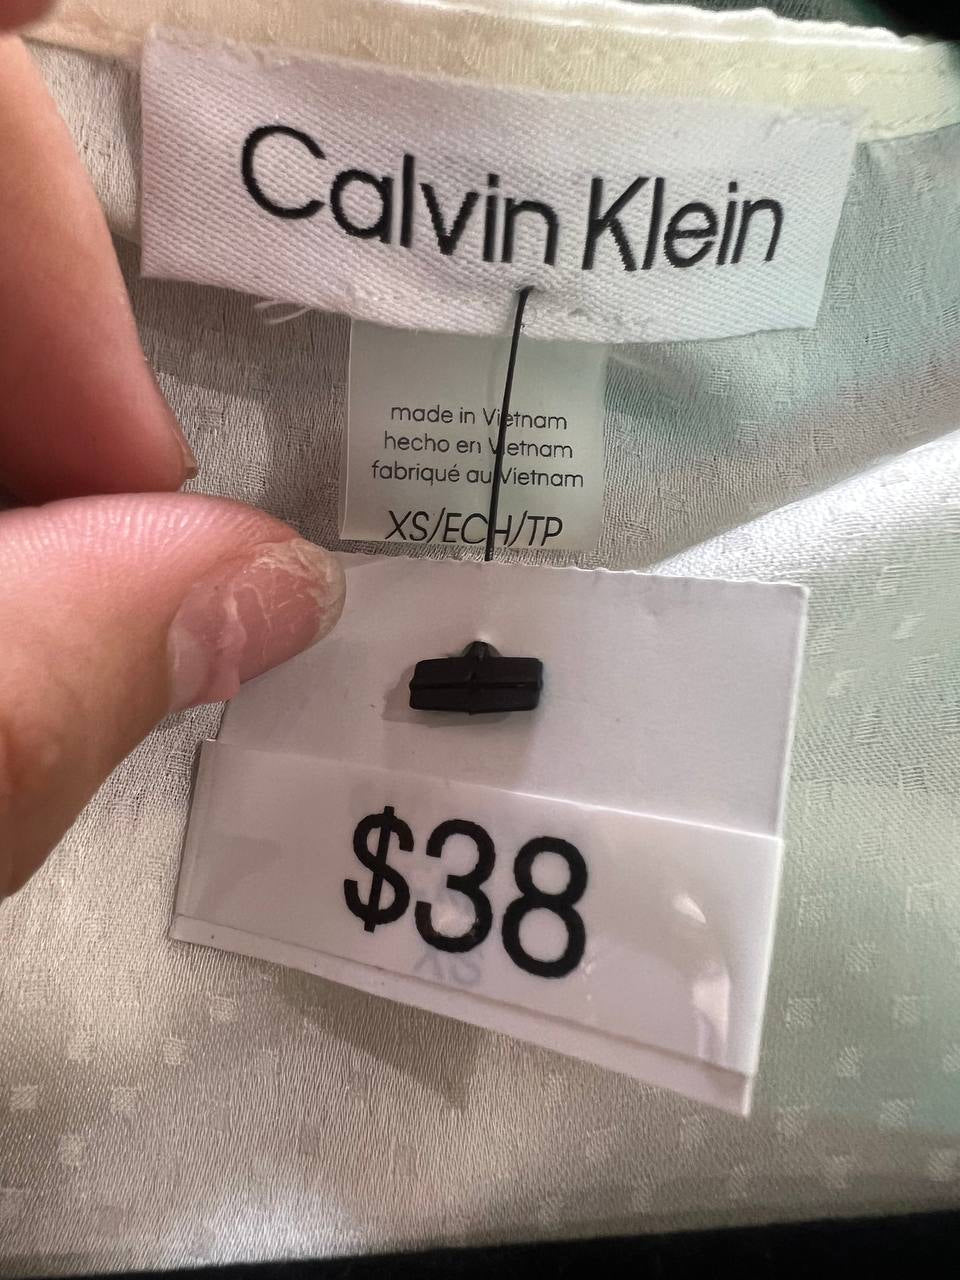 Calvin Klein
made in Vietnam
hecho en Vietnam
fabriqué au Vietnam
XS/ECH/TP
$38